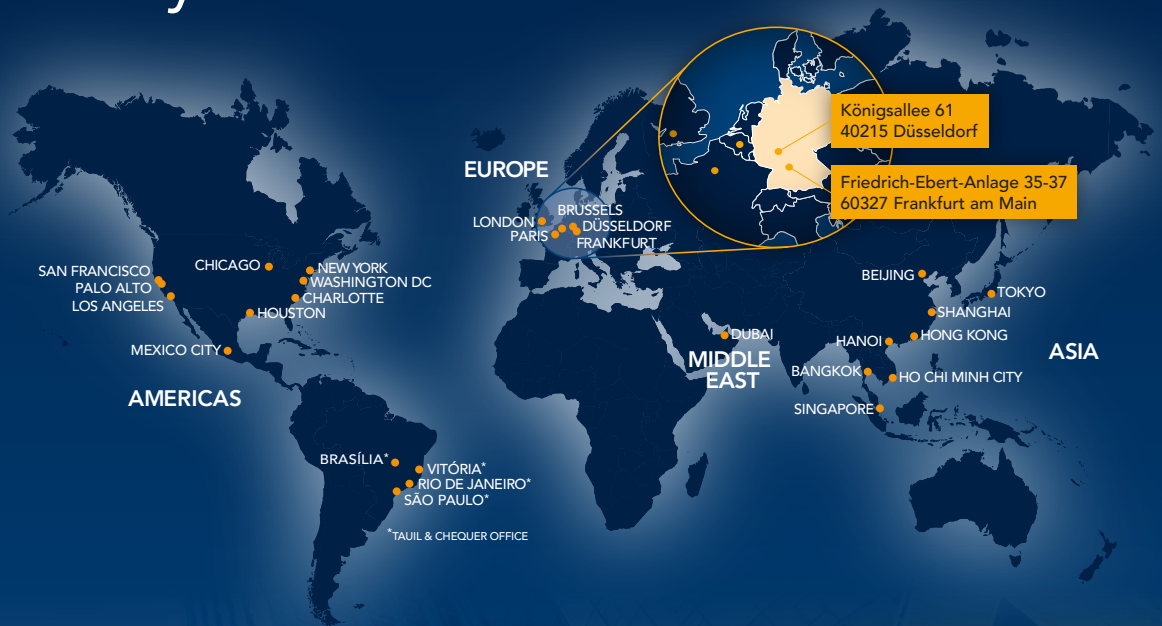 EUROPE
LONDON
PARIS
BRUSSELS
DÜSSELDORF
FRANKFURT
Königsallee 61
40215 Düsseldorf
Friedrich-Ebert-Anlage 35-37
60327 Frankfurt am Main
SAN FRANCISCO
PALO ALTO
LOS ANGELES
CHICAGO
NEW YORK
WASHINGTON DC
CHARLOTTE
HOUSTON
MEXICO CITY
AMERICAS
BRASÍLIA*
VITÓRIA*
RIO DE JANEIRO*
SÃO PAULO*
*TAUIL & CHEQUER OFFICE
DUBAI
MIDDLE
EAST
BEIJING
TOKYO
SHANGHAI
HANOI
HONG KONG
BANGKOK
HO CHI MINH CITY
SINGAPORE
ASIA